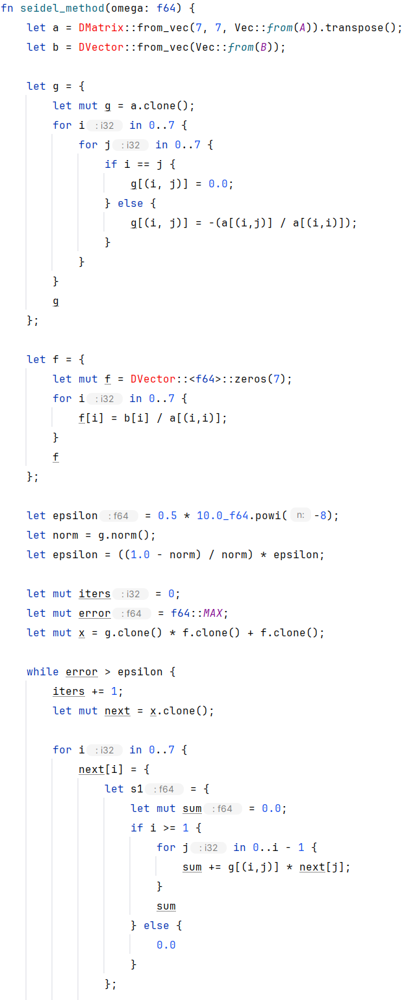 fn seidel_method(omega: f64) {
    let a = DMatrix::from_vec(7, 7, Vec::from(A)).transpose();
    let b = DVector::from_vec(Vec::from(B));
    let g = {
        let mut g = a.clone();
        for i : i32 in 0..7 {
            for j : i32 in 0..7 {
                if i == j {
                    g[(i, j)] = 0.0;
                } else {
                    g[(i, j)] = -(a[(i,j)] / a[(i,i)]);
                }
            }
        }
        g
    };
    let f = {
        let mut f = DVector::<f64>::zeros(7);
        for i : i32 in 0..7 {
            f[i] = b[i] / a[(i,i)];
        }
        f
    };
    let epsilon : f64 = 0.5 * 10.0_f64.powi( n: -8);
    let norm = g.norm();
    let epsilon = ((1.0 - norm) / norm) * epsilon;
    let mut iters : i32 = 0;
    let mut error : f64 = f64::MAX;
    let mut x = g.clone() * f.clone() + f.clone();
    while error > epsilon {
        iters += 1;
        let mut next = x.clone();
        for i : i32 in 0..7 {
            next[i] = {
                let s1 : f64 = {
                    let mut sum : f64 = 0.0;
                    if i >= 1 {
                        for j : i32 in 0..i - 1 {
                            sum += g[(i,j)] * next[j];
                        }
                        sum
                    } else {
                        0.0
                    }
                };